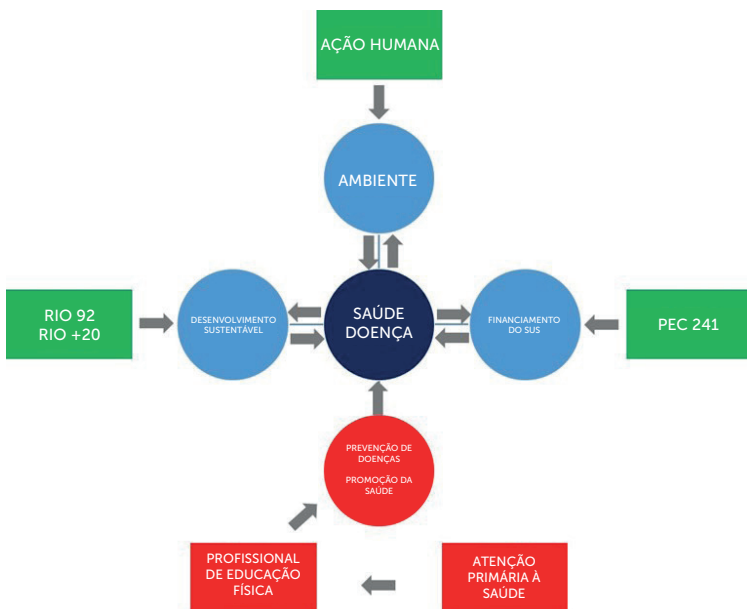 AÇÃO HUMANA
AMBIENTE
RIO 92
RIO +20
DESENVOLVIMENTO
SUSTENTÁVEL
SAÚDE
DOENÇA
FINANCIAMENTO
DO SUS
PEC 241
PREVENÇÃO DE
DOENÇAS
PROMOÇÃO DA
SAÚDE
PROFISSIONAL
DE EDUCAÇÃO
FÍSICA
ATENÇÃO
PRIMÁRIA À
SAÚDE